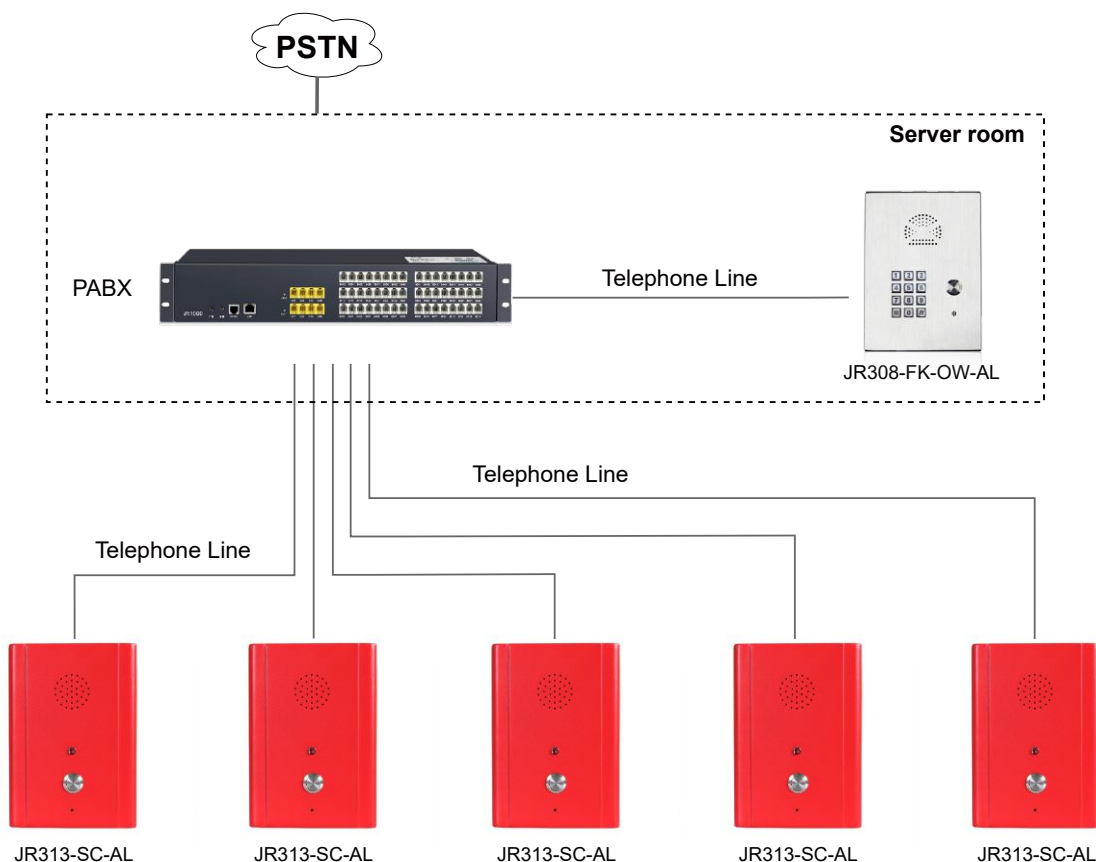 PSTN
Server room
PABX
Telephone Line
JR308-FK-OW-AL
Telephone Line
Telephone Line
JR313-SC-AL
JR313-SC-AL
JR313-SC-AL
JR313-SC-AL
JR313-SC-AL